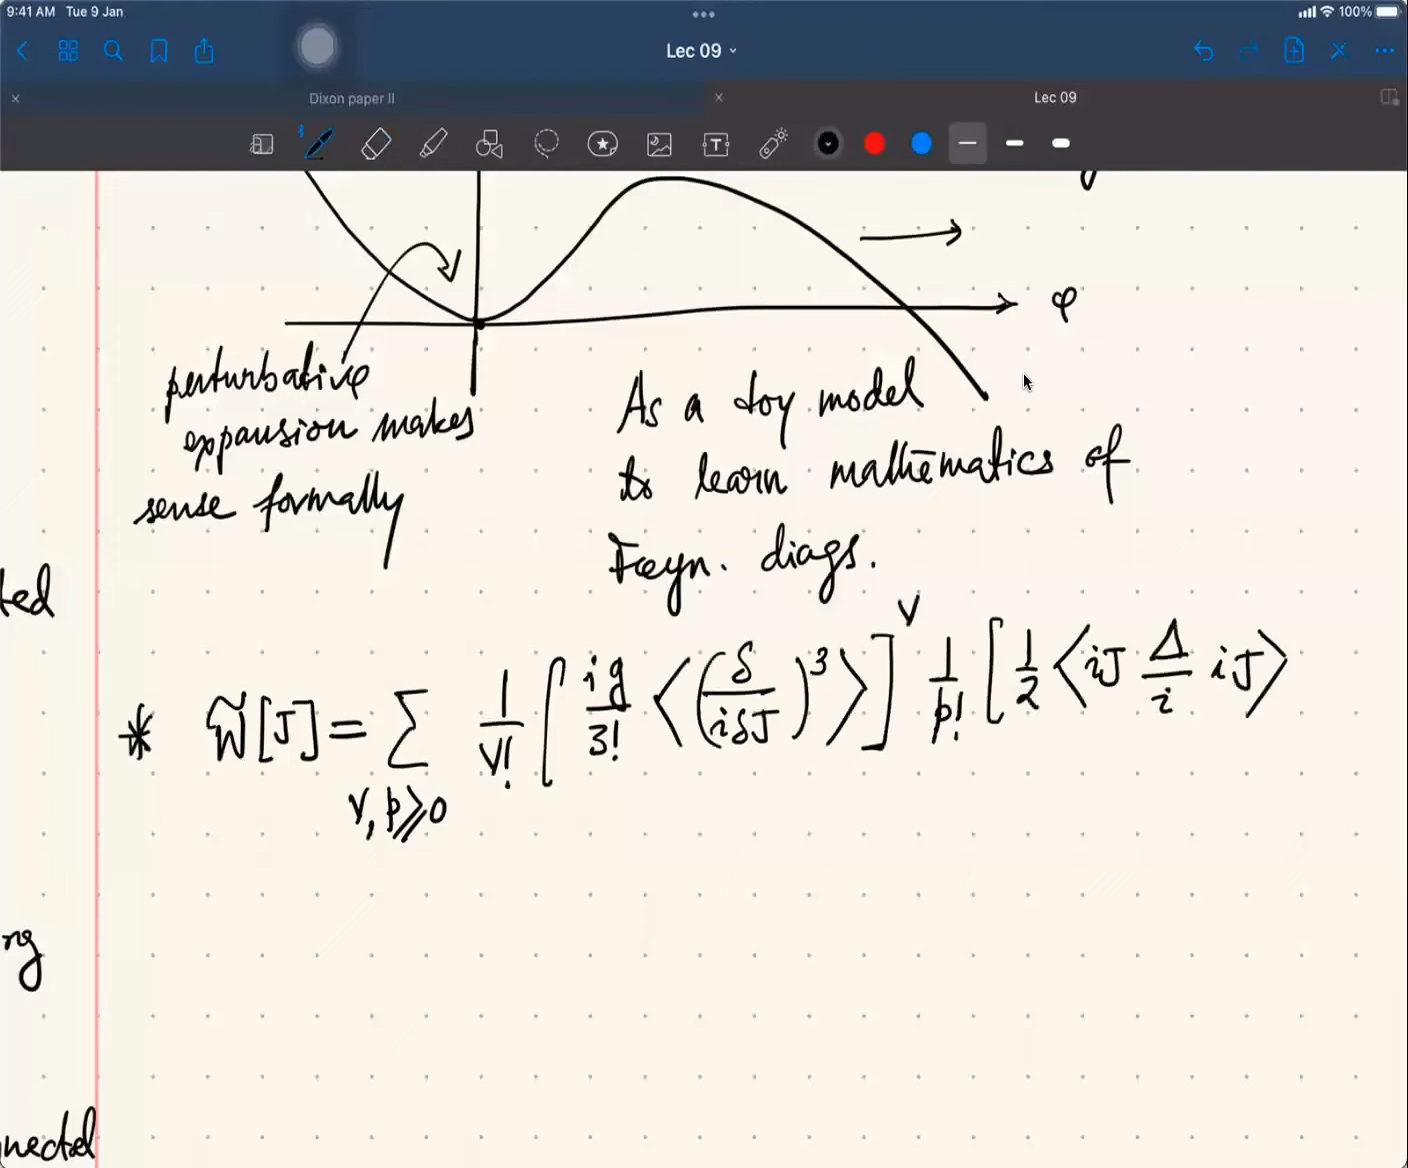 9:41 AM Tue 9 Jan
100%
Lec 09
Dixon paper II
Lec 09
φ
perturbative
expansion makes
sense formally
As a toy model
to learn mathematics of
Feyn. diags.
ted
* W̃[J] = Σ_{V, p⩾0} 1/V! [ ig/3! ⟨(δ/iδJ)^3⟩ ]^V 1/p! [ 1/2 ⟨iJ Δ/i iJ⟩
ng
nected